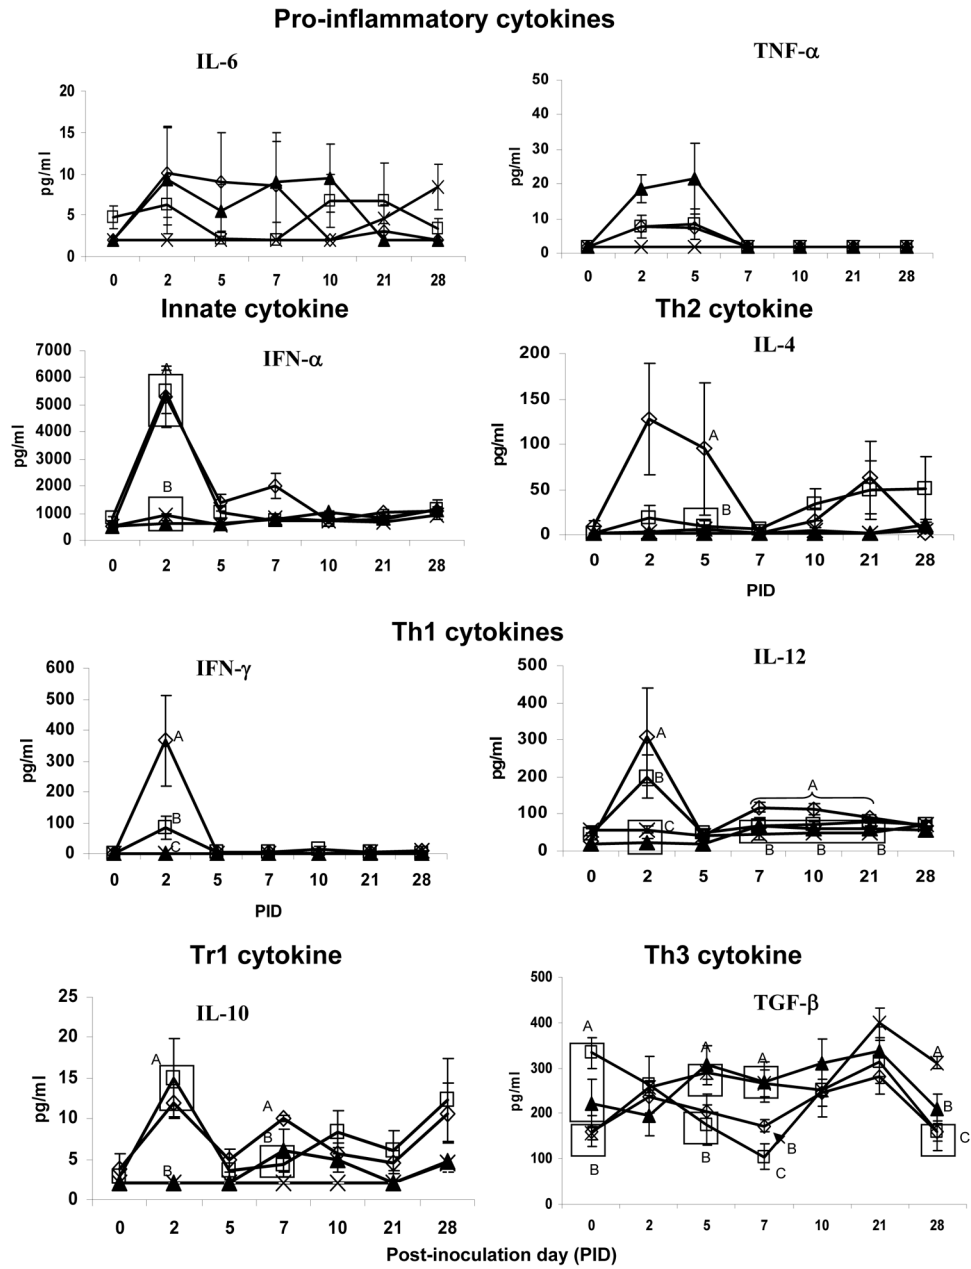 Pro-inflammatory cytokines
IL-6
pg/ml
20
15
10
5
0
0 2 5 7 10 21 28
TNF-α
pg/ml
50
40
30
20
10
0
0 2 5 7 10 21 28
Innate cytokine
IFN-α
pg/ml
7000
6000
5000
4000
3000
2000
1000
0
A
B
0 2 5 7 10 21 28
Th2 cytokine
IL-4
pg/ml
200
150
100
50
0
A
B
0 2 5 7 10 21 28
PID
Th1 cytokines
IFN-γ
pg/ml
600
500
400
300
200
100
0
A
B
C
0 2 5 7 10 21 28
PID
IL-12
pg/ml
500
400
300
200
100
0
A
B
C
A
B B B
0 2 5 7 10 21 28
Tr1 cytokine
IL-10
pg/ml
25
20
15
10
5
0
A
B
A
B
0 2 5 7 10 21 28
Th3 cytokine
TGF-β
pg/ml
500
400
300
200
100
0
A
B
A
B
A
B
C
A
B
C
0 2 5 7 10 21 28
Post-inoculation day (PID)